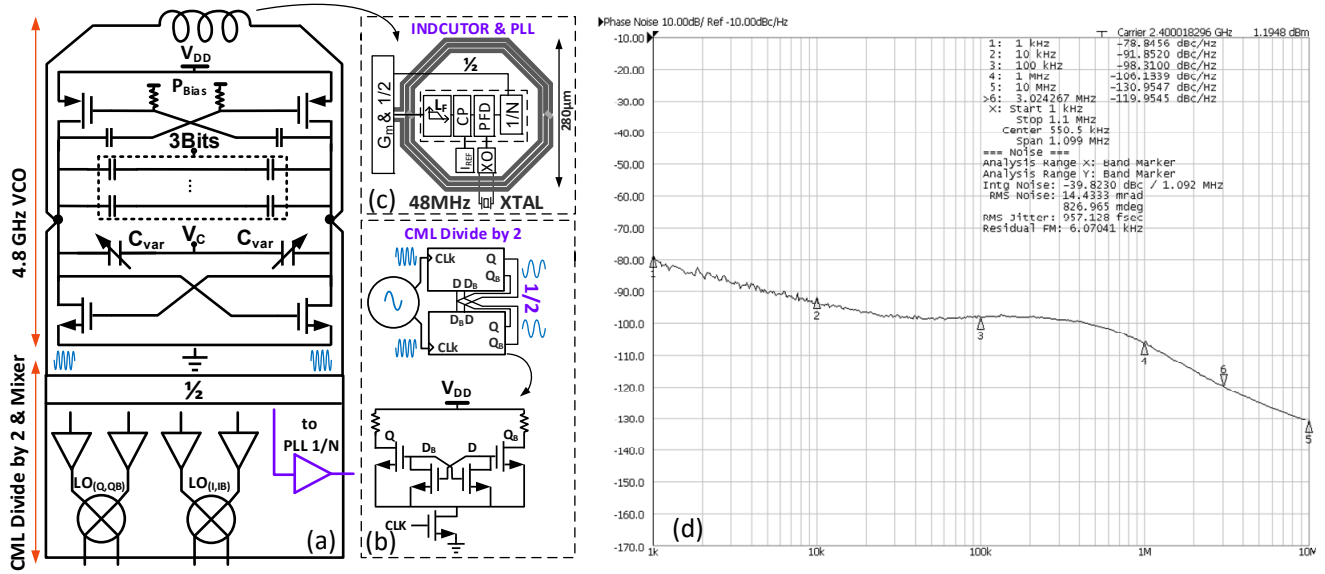 4.8 GHz VCO
CML Divide by 2 & Mixer
VDD
PBias
3Bits
...
Cvar
VC
Cvar
½
to
PLL 1/N
LO(Q,QB)
LO(I,IB)
(a)
INDCUTOR & PLL
½
Gm & 1/2
LF
CP
PFD
1/N
IREF
XO
280µm
(c)
48MHz
XTAL
CML Divide by 2
CLk
Q
QB
D DB
1/2
DB D
Q
CLk
QB
VDD
Q
QB
DB
D
CLK
(b)
Phase Noise 10.00dB/ Ref -10.00dBc/Hz
Carrier 2.400018296 GHz 1.1948 dBm
1: 1 kHz -78.8456 dBc/Hz
2: 10 kHz -91.8520 dBc/Hz
3: 100 kHz -98.3100 dBc/Hz
4: 1 MHz -106.1339 dBc/Hz
5: 10 MHz -130.9547 dBc/Hz
>6: 3.024267 MHz -119.9545 dBc/Hz
X: Start 1 kHz
Stop 1.1 MHz
Center 550.5 kHz
Span 1.099 MHz
=== Noise ===
Analysis Range X: Band Marker
Analysis Range Y: Band Marker
Intg Noise: -39.8230 dBc / 1.092 MHz
RMS Noise: 14.4333 mrad
826.965 mdeg
RMS Jitter: 957.128 fsec
Residual FM: 6.07041 kHz
-10.00
-20.00
-30.00
-40.00
-50.00
-60.00
-70.00
-80.00
-90.00
-100.0
-110.0
-120.0
-130.0
-140.0
-150.0
-160.0
-170.0
1
2
3
4
6
5
(d)
1k
10k
100k
1M
10M